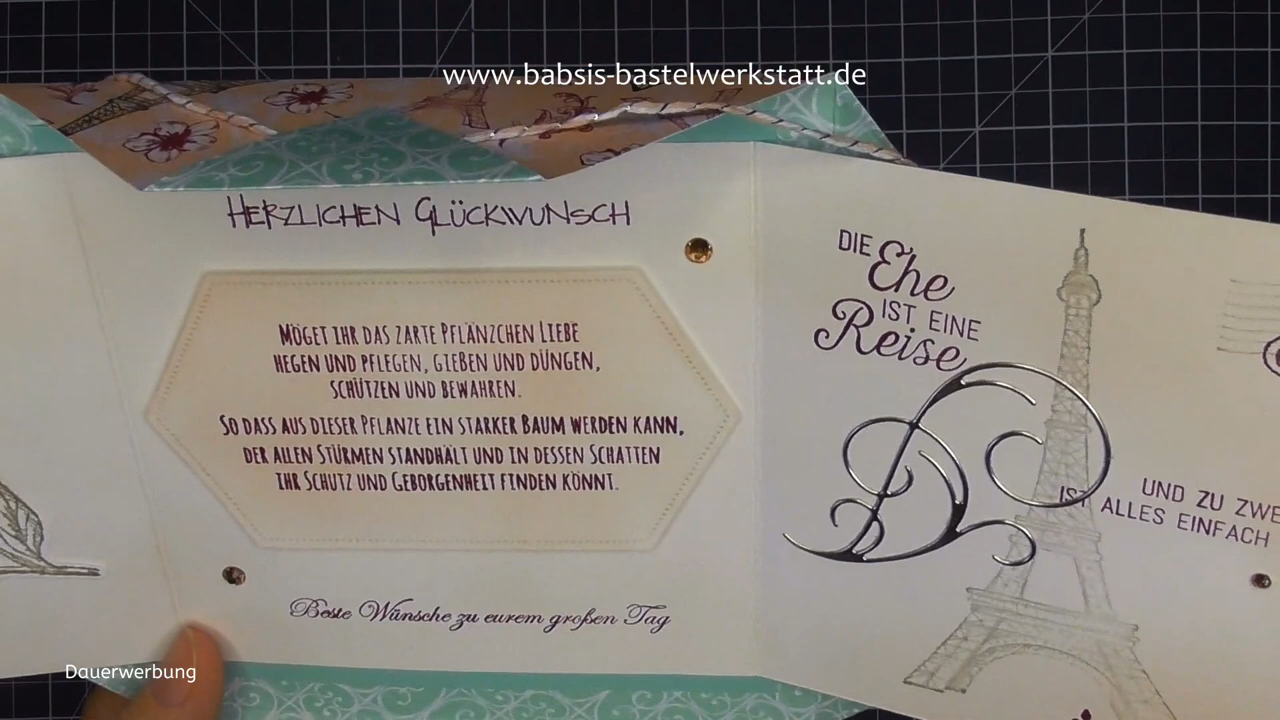 www.babsis-bastelwerkstatt.de
HERZLICHEN GLÜCKWUNSCH
MÖGET IHR DAS ZARTE PFLÄNZCHEN LIEBE
HEGEN UND PFLEGEN, GIEßEN UND DÜNGEN,
SCHÜTZEN UND BEWAHREN.
SO DASS AUS DIESER PFLANZE EIN STARKER BAUM WERDEN KANN,
DER ALLEN STÜRMEN STANDHÄLT UND IN DESSEN SCHATTEN
IHR SCHUTZ UND GEBORGENHEIT FINDEN KÖNNT.
Beste Wünsche zu eurem großen Tag
DIE
Ehe
IST EINE
Reise
UND ZU ZWE
IST ALLES EINFACH
Dauerwerbung